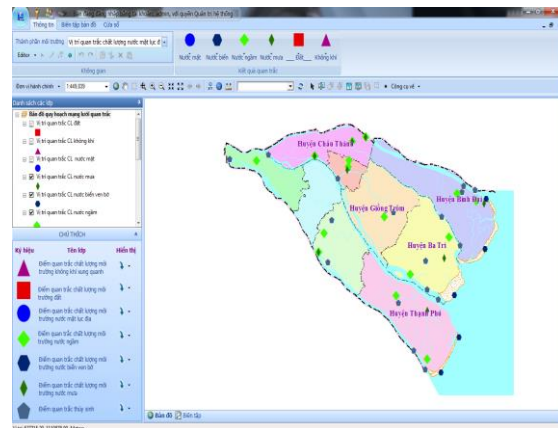 với quyền Quản trị hệ thống
Thông tin Biên tập bản đồ Cửa sổ
Thành phần môi trường Vị trí quan trắc chất lượng nước mặt lục đ
Editor
Nước mặt Nước biển Nước ngầm Nước mưa Đất Không khí
Không gian Kết quả quan trắc
Đơn vị hành chính 1:449,028 Công cụ vẽ
Danh sách các lớp
Bản đồ quy hoạch mạng lưới quan trắc
Vị trí quan trắc CL đất
Vị trí quan trắc CL không khí
Vị trí quan trắc CL nước mặt
Vị trí quan trắc CL nước mưa
Vị trí quan trắc CL nước biển ven bờ
Vị trí quan trắc CL nước ngầm
CHÚ THÍCH
Ký hiệu Tên lớp Hiển thị
Điểm quan trắc chất lượng môi
trường không khí xung quanh
Điểm quan trắc chất lượng môi
trường đất
Điểm quan trắc chất lượng môi
trường nước mặt lục địa
Điểm quan trắc chất lượng môi
trường nước ngầm
Điểm quan trắc chất lượng môi
trường nước biển ven bờ
Điểm quan trắc chất lượng môi
trường nước mưa
Điểm quan trắc thủy sinh
Huyện Châu Thành
Huyện Bình Đại
Huyện Giồng Trôm
Huyện Ba Tri
Huyện Thạnh Phú
Bản đồ Biên tập